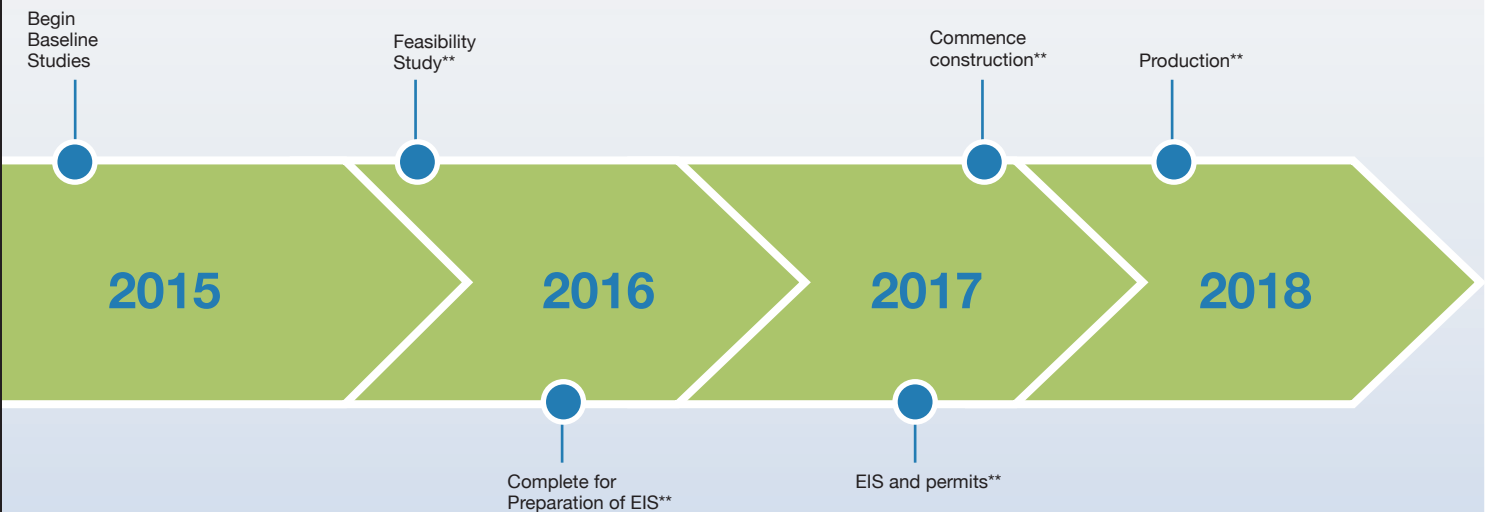 Begin
Baseline
Studies
Feasibility
Study**
Commence
construction**
Production**
2015
2016
2017
2018
Complete for
Preparation of EIS**
EIS and permits**